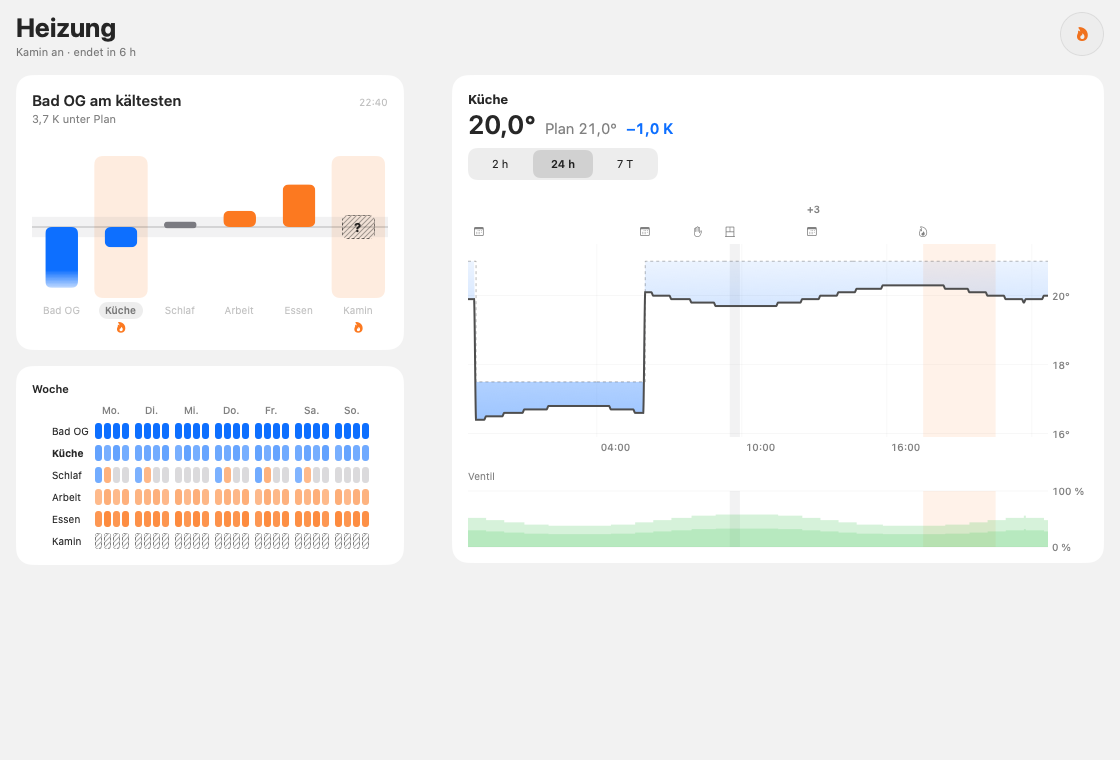 Heizung
Kamin an · endet in 6 h
Bad OG am kältesten
22:40
3,7 K unter Plan
?
Bad OG
Küche
Schlaf
Arbeit
Essen
Kamin
Woche
Mo. Di. Mi. Do. Fr. Sa. So.
Bad OG
Küche
Schlaf
Arbeit
Essen
Kamin
Küche
20,0° Plan 21,0° −1,0 K
2 h
24 h
7 T
+3
20°
18°
16°
04:00
10:00
16:00
Ventil
100 %
0 %